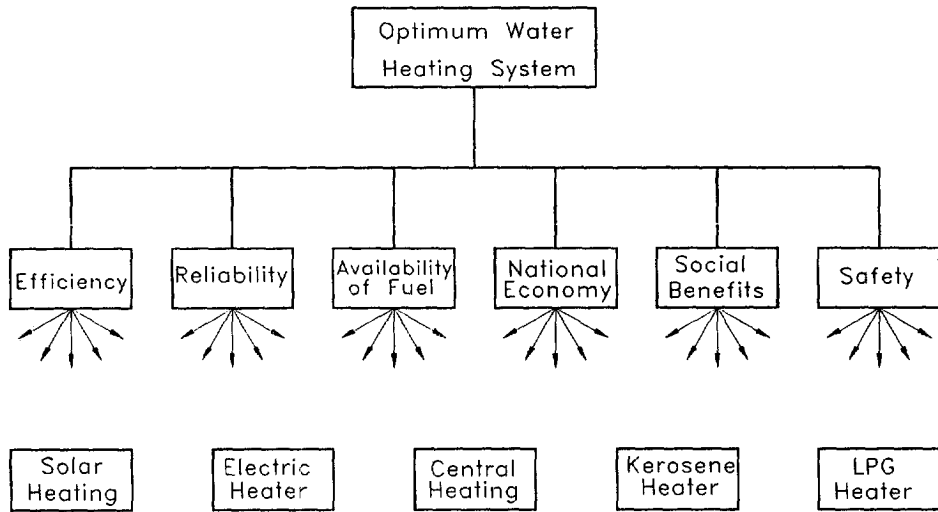 Optimum Water
Heating System
Efficiency
Reliability
Availability
of Fuel
National
Economy
Social
Benefits
Safety
Solar
Heating
Electric
Heater
Central
Heating
Kerosene
Heater
LPG
Heater